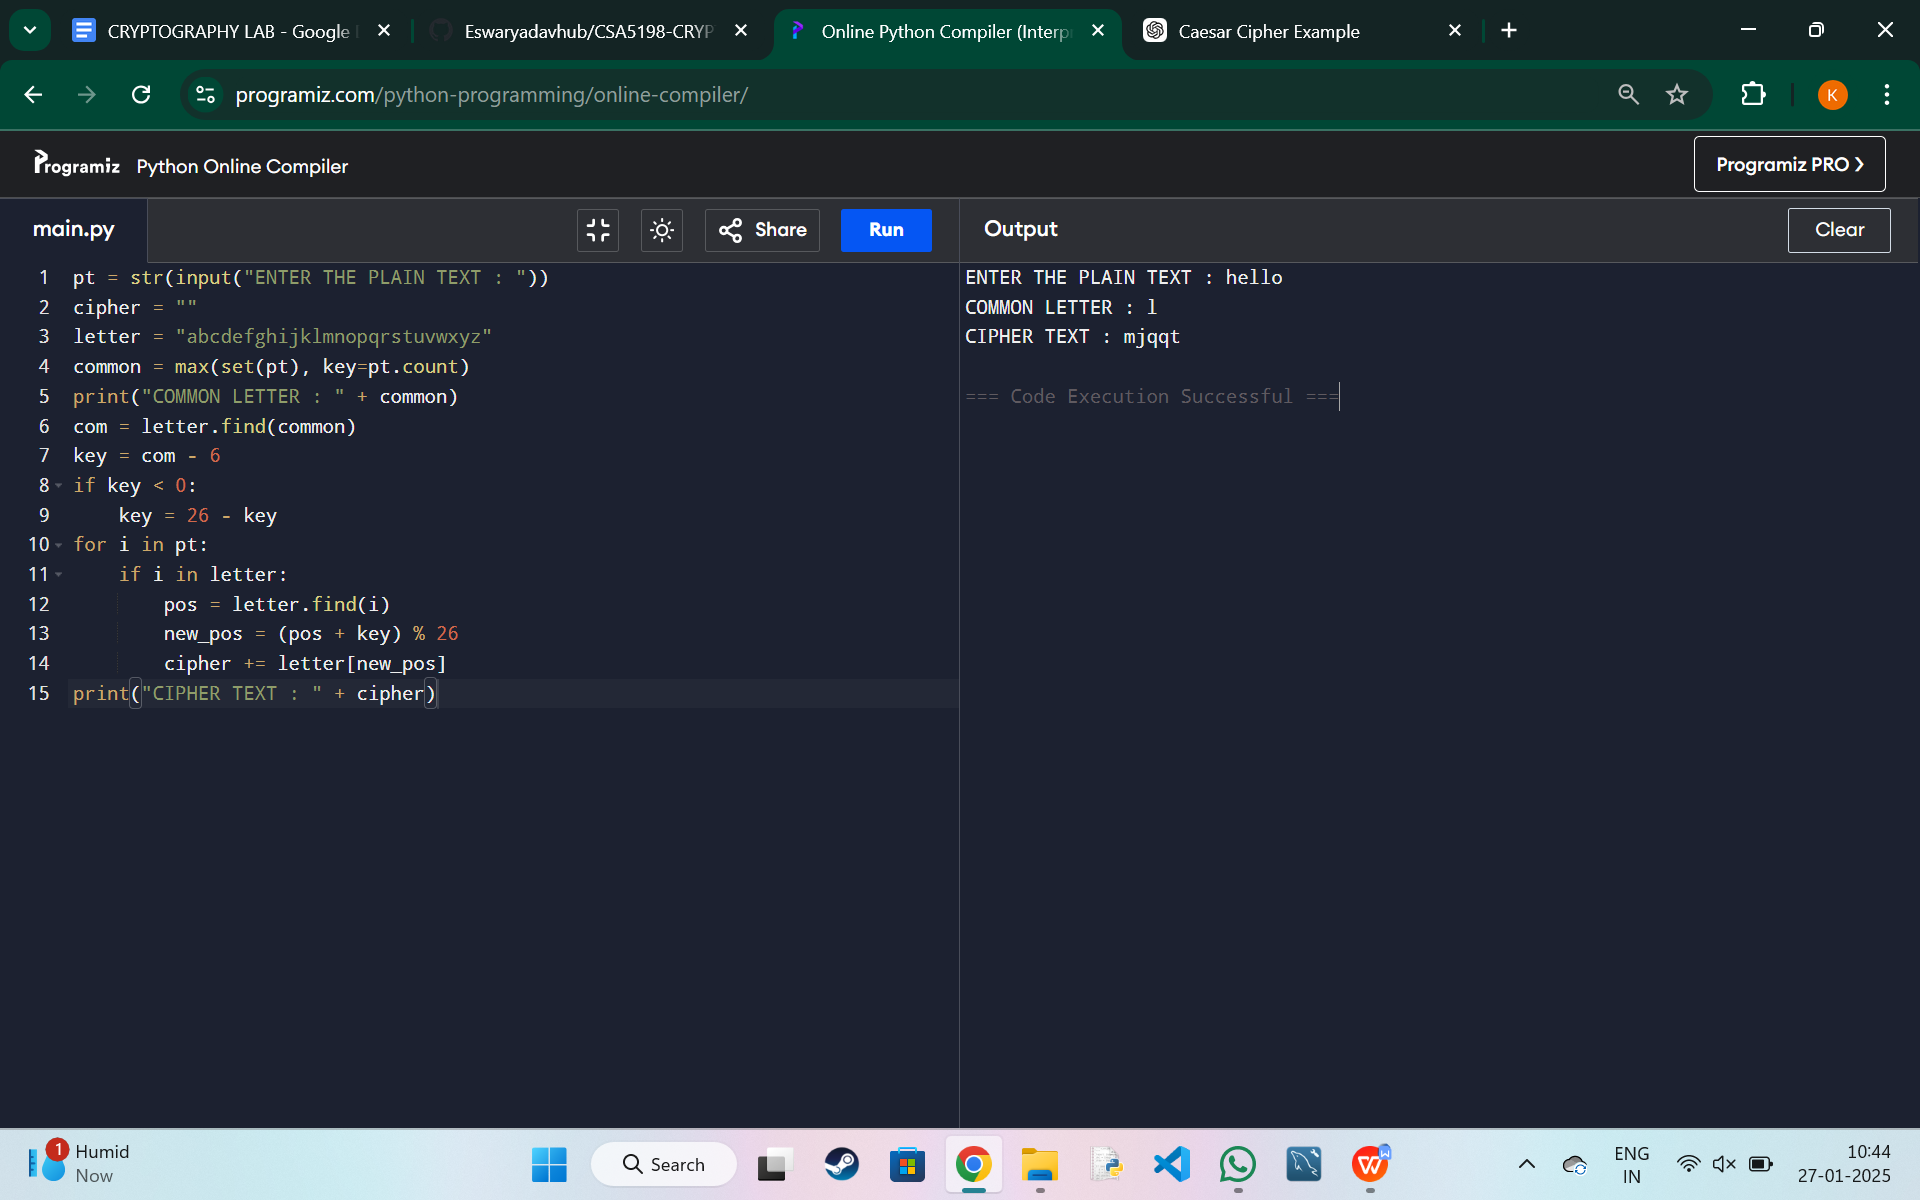 CRYPTOGRAPHY LAB - Google
Eswaryadavhub/CSA5198-CRYP
Online Python Compiler (Interp
Caesar Cipher Example
programiz.com/python-programming/online-compiler/
K
Programiz
Python Online Compiler
Programiz PRO
main.py
Share
Run
Output
Clear
1 pt = str(input("ENTER THE PLAIN TEXT : "))
2 cipher = ""
3 letter = "abcdefghijklmnopqrstuvwxyz"
4 common = max(set(pt), key=pt.count)
5 print("COMMON LETTER : " + common)
6 com = letter.find(common)
7 key = com - 6
8 if key < 0:
9     key = 26 - key
10 for i in pt:
11     if i in letter:
12         pos = letter.find(i)
13         new_pos = (pos + key) % 26
14         cipher += letter[new_pos]
15 print("CIPHER TEXT : " + cipher)
ENTER THE PLAIN TEXT : hello
COMMON LETTER : l
CIPHER TEXT : mjqqt
=== Code Execution Successful ===
1
Humid
Now
Search
W
W
ENG
IN
10:44
27-01-2025